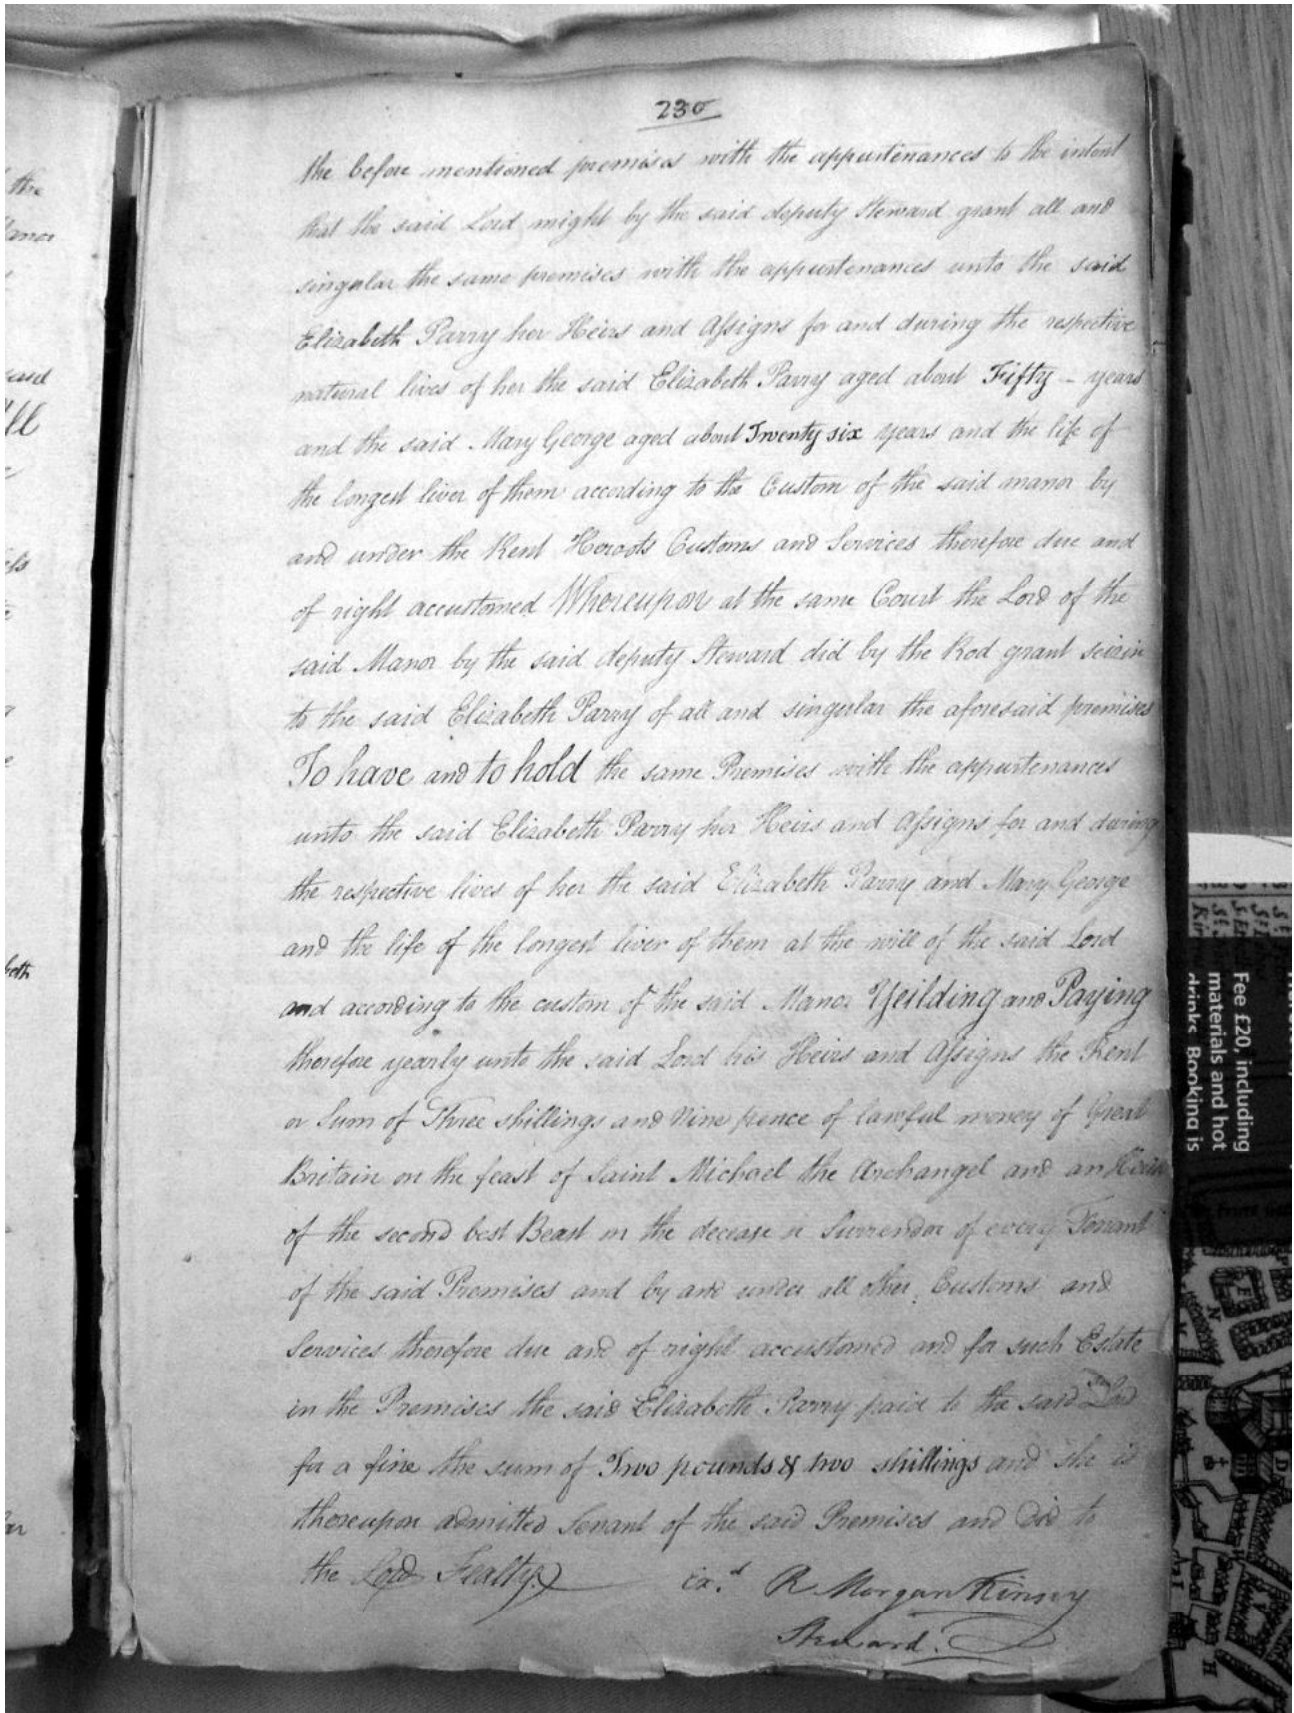 230
the before mentioned premises with the appurtenances to the intent
that the said Lord might by the said deputy Steward grant all and
singular the same premises with the appurtenances unto the said
Elizabeth Parry her Heirs and Assigns for and during the respective
natural lives of her the said Elizabeth Parry aged about Fifty - years
and the said Mary George aged about Twenty six years and the life of
the longest liver of them according to the Custom of the said manor by
and under the Rent Heroots Customs and Services therefore due and
of right accustomed Whereupon at the same Court the Lord of the
said Manor by the said deputy Steward did by the Rod grant seizin
to the said Elizabeth Parry of all and singular the aforesaid premises
To have and to hold the same Premises with the appurtenances
unto the said Elizabeth Parry her Heirs and Assigns for and during
the respective lives of her the said Elizabeth Parry and Mary George
and the life of the longest liver of them at the will of the said Lord
and according to the custom of the said Manor Yeilding and Paying
therefore yearly unto the said Lord his Heirs and Assigns the Rent
or Sum of Three shillings and Nine pence of lawful money of Great
Britain on the feast of Saint Michael the Archangel and an
of the second best Beast on the decease or Surrender of every Tenant
of the said Premises and by and under all other Customs and
Services therefore due and of right accustomed and for such Estate
in the Premises the said Elizabeth Parry paid to the said Lord
for a fine the sum of Two pounds & two shillings and she is
thereupon admitted Tenant of the said Premises and did to
the Lord Fealty
exd R Morgan Kinsey
Steward.
the
said
Fee £20, including
materials and hot
drinks. Booking is